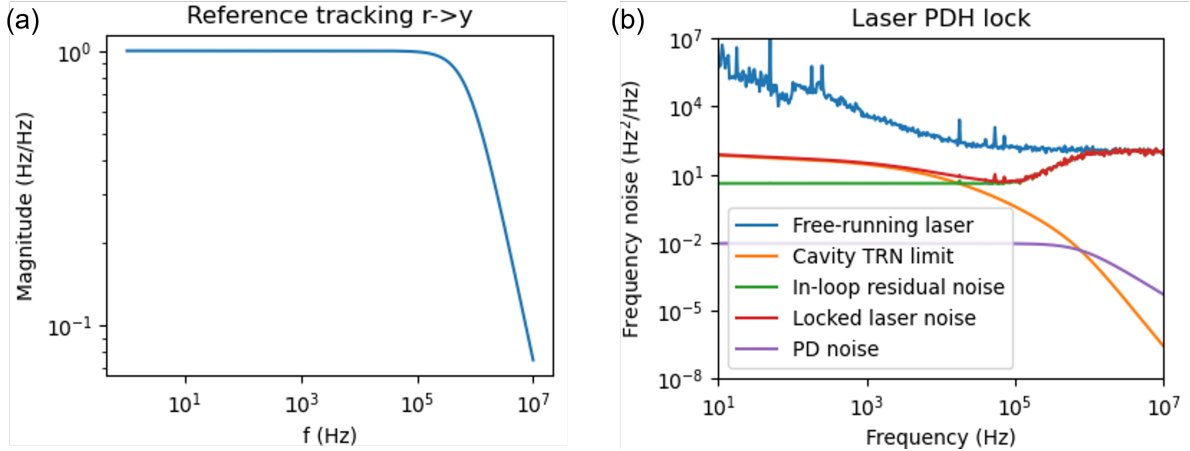 (a)
Reference tracking r->y
Magnitude (Hz/Hz)
10⁰
10⁻¹
10¹
10³
10⁵
10⁷
f (Hz)
(b)
Laser PDH lock
Frequency noise (Hz²/Hz)
10⁷
10⁴
10¹
10⁻²
10⁻⁵
10⁻⁸
Free-running laser
Cavity TRN limit
In-loop residual noise
Locked laser noise
PD noise
10¹
10³
10⁵
10⁷
Frequency (Hz)